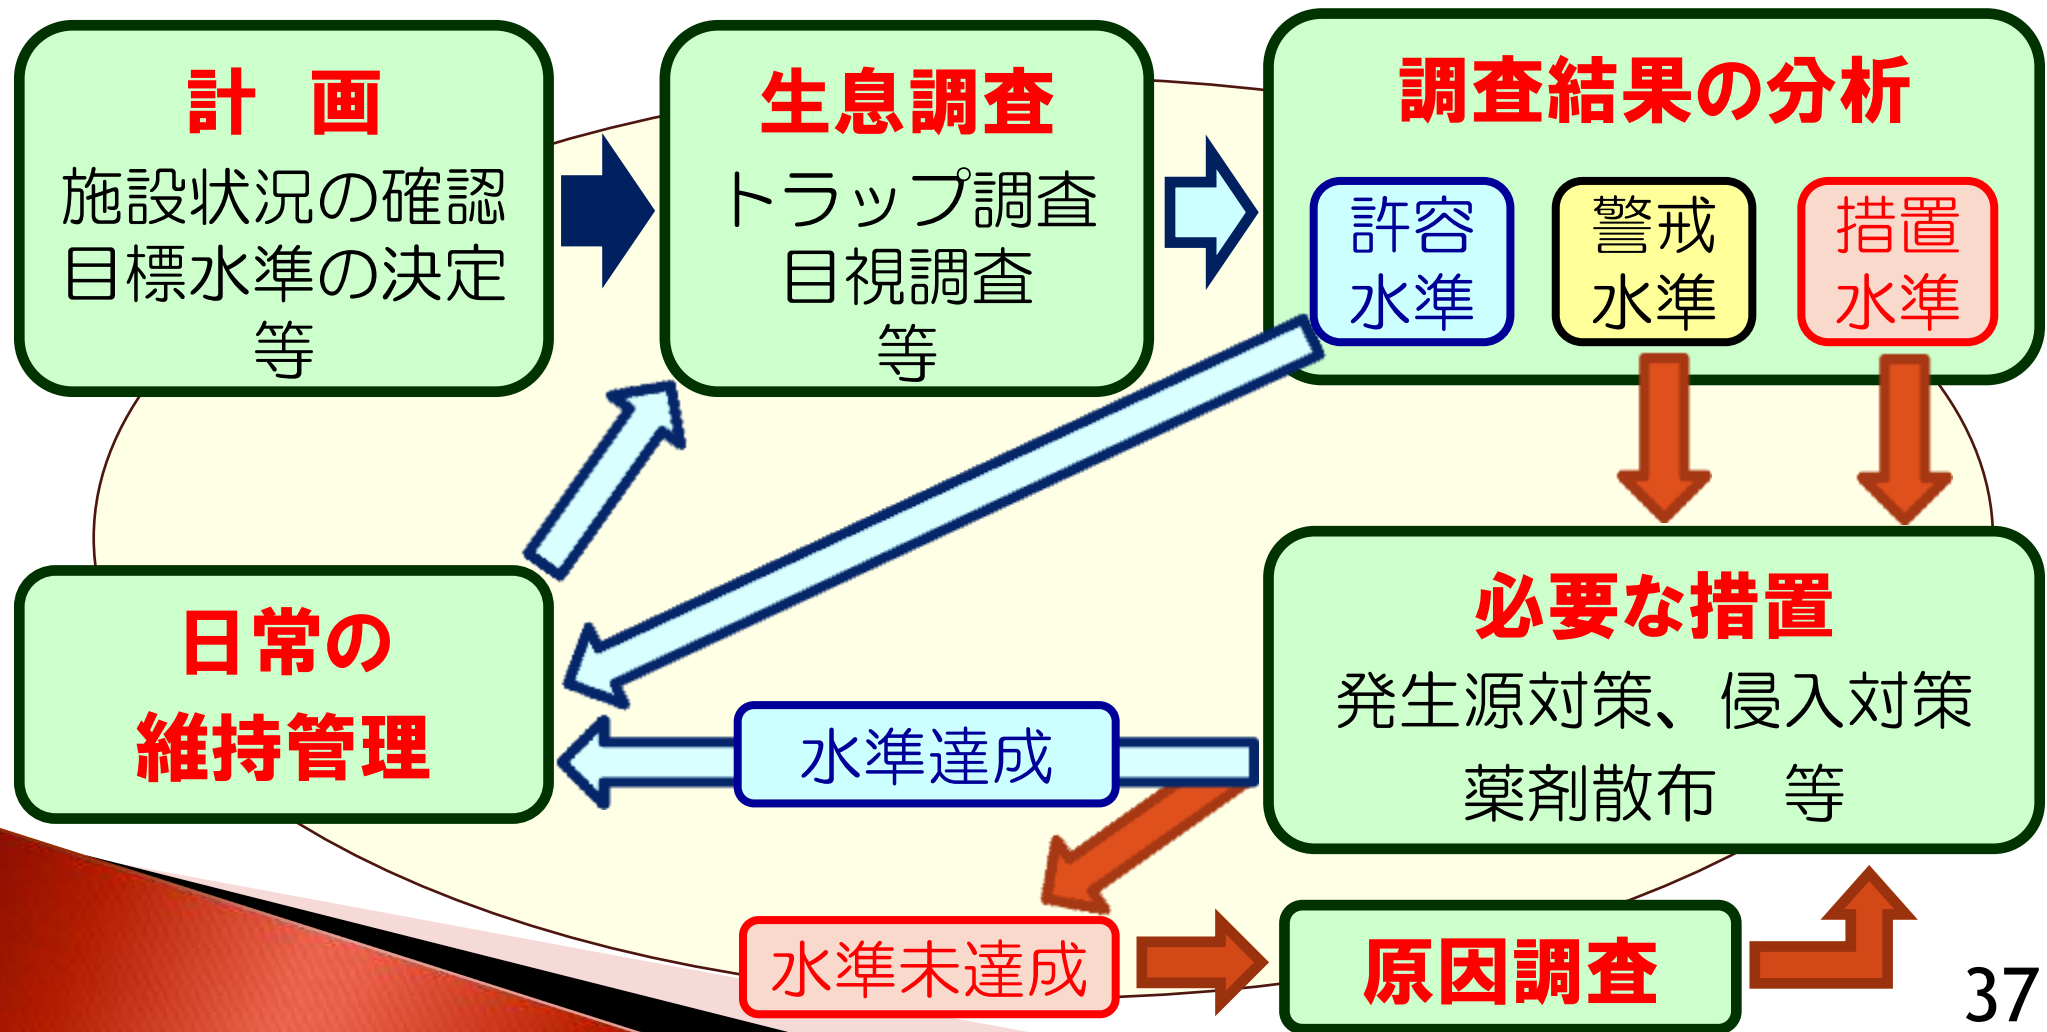 計　画
施設状況の確認
目標水準の決定
等
生息調査
トラップ調査
目視調査
等
調査結果の分析
許容
水準
警戒
水準
措置
水準
日常の
維持管理
必要な措置
発生源対策、侵入対策
薬剤散布　等
水準達成
水準未達成
原因調査
37